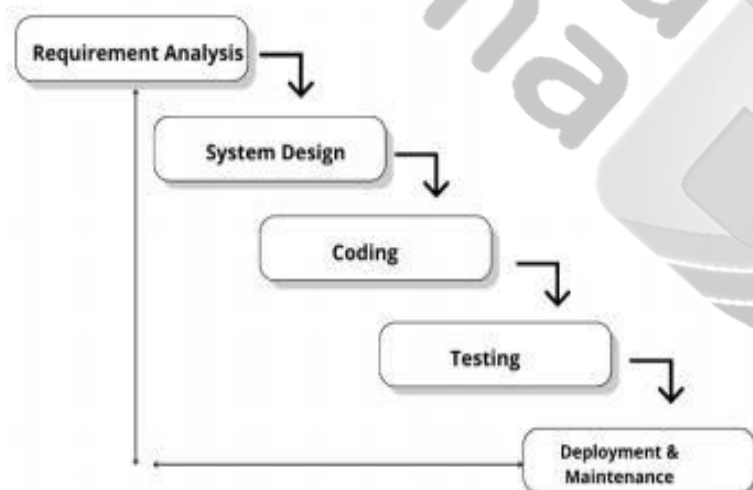 Requirement Analysis
System Design
Coding
Testing
Deployment &
Maintenance